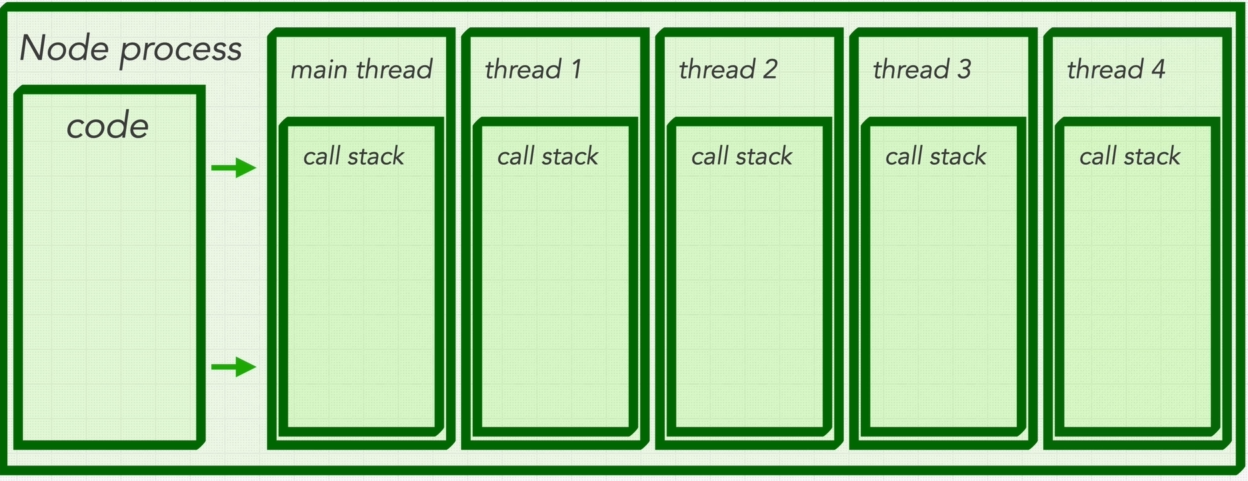 Node process
code
main thread
call stack
thread 1
call stack
thread 2
call stack
thread 3
call stack
thread 4
call stack